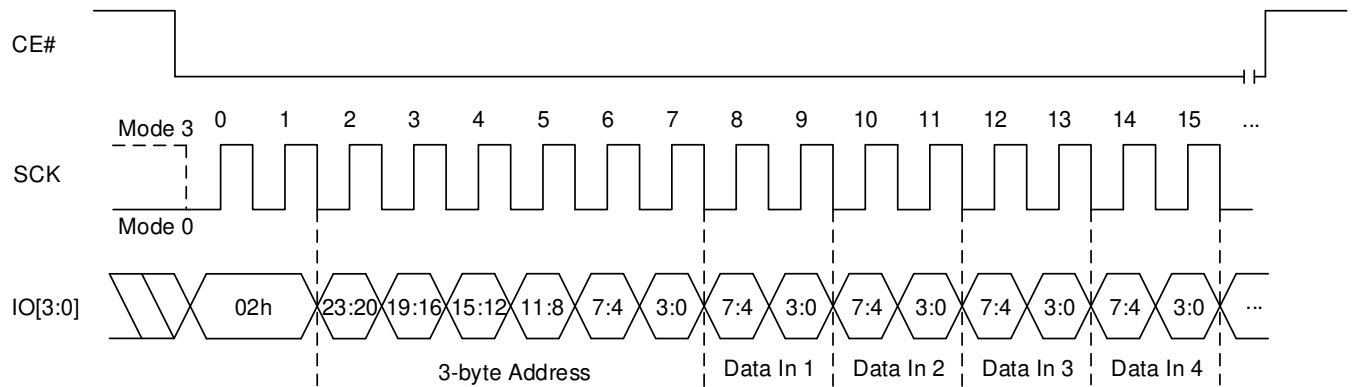 CE#
Mode 3 0 1 2 3 4 5 6 7 8 9 10 11 12 13 14 15 ...
SCK
Mode 0
IO[3:0] 02h 23:20 19:16 15:12 11:8 7:4 3:0 7:4 3:0 7:4 3:0 7:4 3:0 7:4 3:0 ...
3-byte Address Data In 1 Data In 2 Data In 3 Data In 4